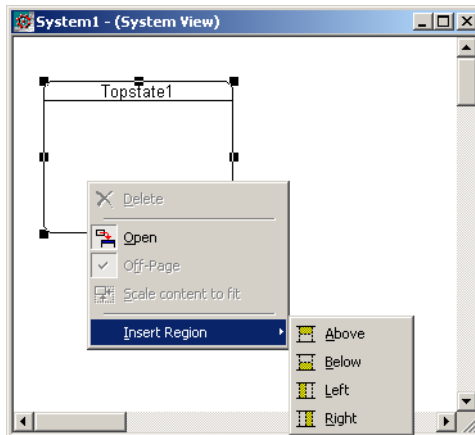 System1 - (System View)
Topstate1
Delete
Open
Off-Page
Scale content to fit
Insert Region
Above
Below
Left
Right